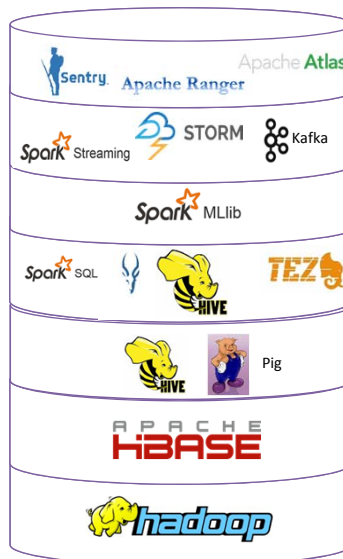 Apache Atlas
Sentry
Apache Ranger
STORM
Kafka
Spark Streaming
Spark MLlib
Spark SQL
TEZ
HIVE
HIVE
Pig
APACHE
HBASE
hadoop